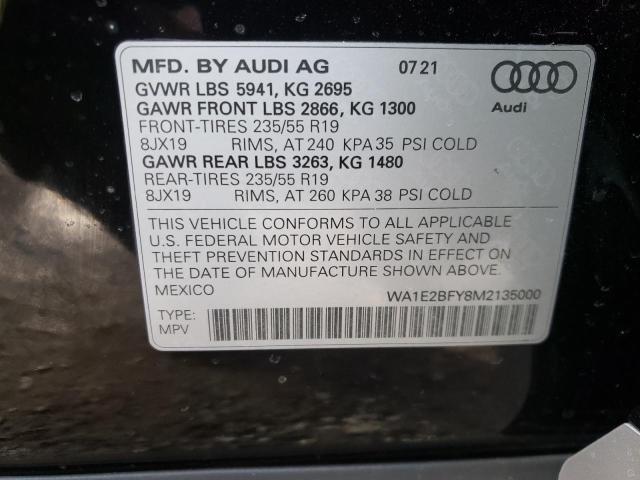 MFD. BY AUDI AG 07 21
GVWR LBS 5941, KG 2695
GAWR FRONT LBS 2866, KG 1300
FRONT-TIRES 235/55 R19
8JX19 RIMS, AT 240 KPA 35 PSI COLD
GAWR REAR LBS 3263, KG 1480
REAR-TIRES 235/55 R19
8JX19 RIMS, AT 260 KPA 38 PSI COLD
Audi
THIS VEHICLE CONFORMS TO ALL APPLICABLE
U.S. FEDERAL MOTOR VEHICLE SAFETY AND
THEFT PREVENTION STANDARDS IN EFFECT ON
THE DATE OF MANUFACTURE SHOWN ABOVE.
MEXICO WA1E2BFY8M2135000
TYPE:
MPV